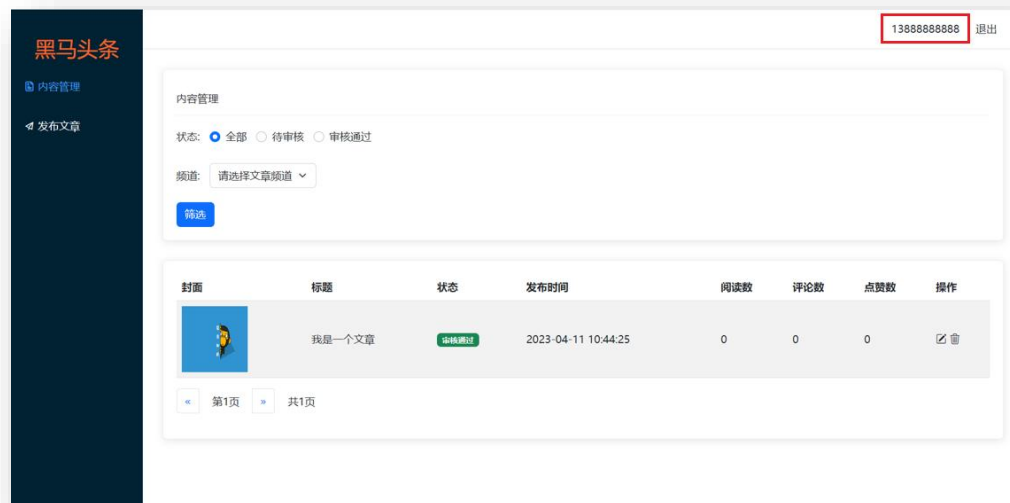 13888888888 退出
黑马头条
内容管理
发布文章
内容管理
状态: 全部 待审核 审核通过
频道: 请选择文章频道
筛选
封面 标题 状态 发布时间 阅读数 评论数 点赞数 操作
我是一个文章 审核通过 2023-04-11 10:44:25 0 0 0
« 第1页 » 共1页